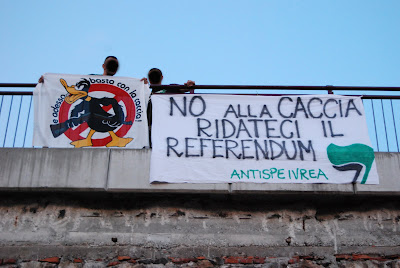 e adesso basta con la caccia!
NO ALLA CACCIA
RIDATECI IL
REFERENDUM
ANTISPE IVREA